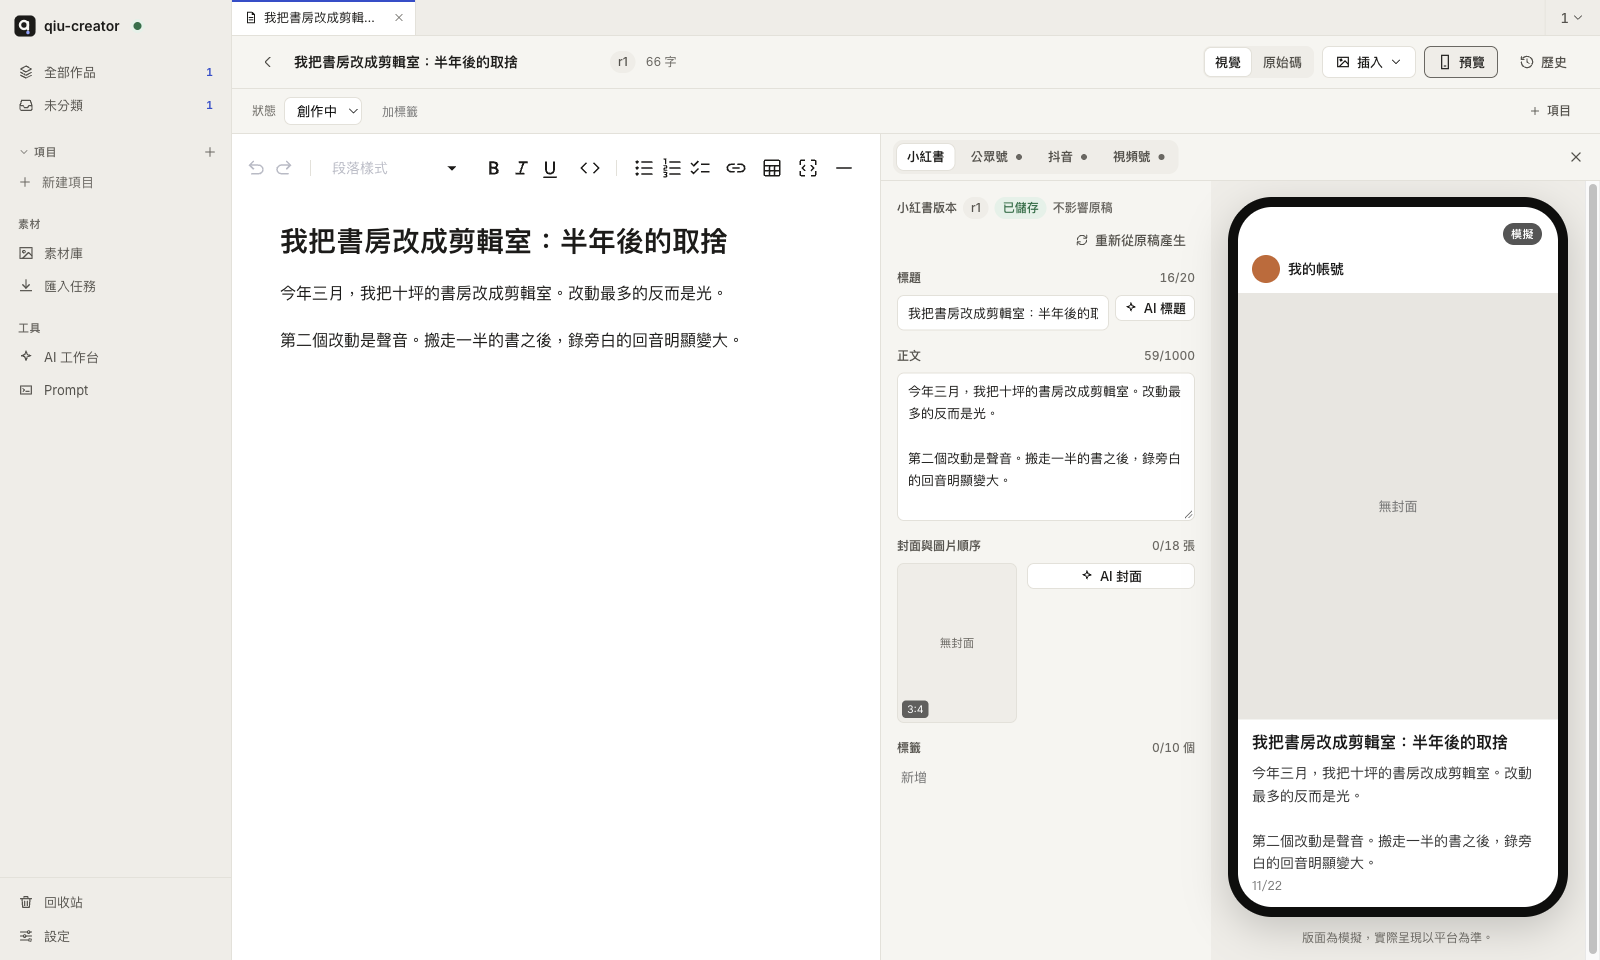 qiu-creator
全部作品 1
未分類 1
項目
新建項目
素材
素材庫
匯入任務
工具
AI 工作台
Prompt
回收站
設定
我把書房改成剪輯...
1
我把書房改成剪輯室：半年後的取捨 r1 66 字
視覺 原始碼 插入 預覽 歷史
狀態 創作中 加標籤 項目
段落樣式 B I U
我把書房改成剪輯室：半年後的取捨
今年三月，我把十坪的書房改成剪輯室。改動最多的反而是光。
第二個改動是聲音。搬走一半的書之後，錄旁白的回音明顯變大。
小紅書 公眾號 抖音 視頻號
小紅書版本 r1 已儲存 不影響原稿
重新從原稿產生
標題 16/20
我把書房改成剪輯室：半年後的取 AI 標題
正文 59/1000
今年三月，我把十坪的書房改成剪輯室。改動最
多的反而是光。
第二個改動是聲音。搬走一半的書之後，錄旁白
的回音明顯變大。
封面與圖片順序 0/18 張
AI 封面
無封面
3:4
標籤 0/10 個
新增
模擬
我的帳號
無封面
我把書房改成剪輯室：半年後的取捨
今年三月，我把十坪的書房改成剪輯室。改動
最多的反而是光。
第二個改動是聲音。搬走一半的書之後，錄旁
白的回音明顯變大。
11/22
版面為模擬，實際呈現以平台為準。